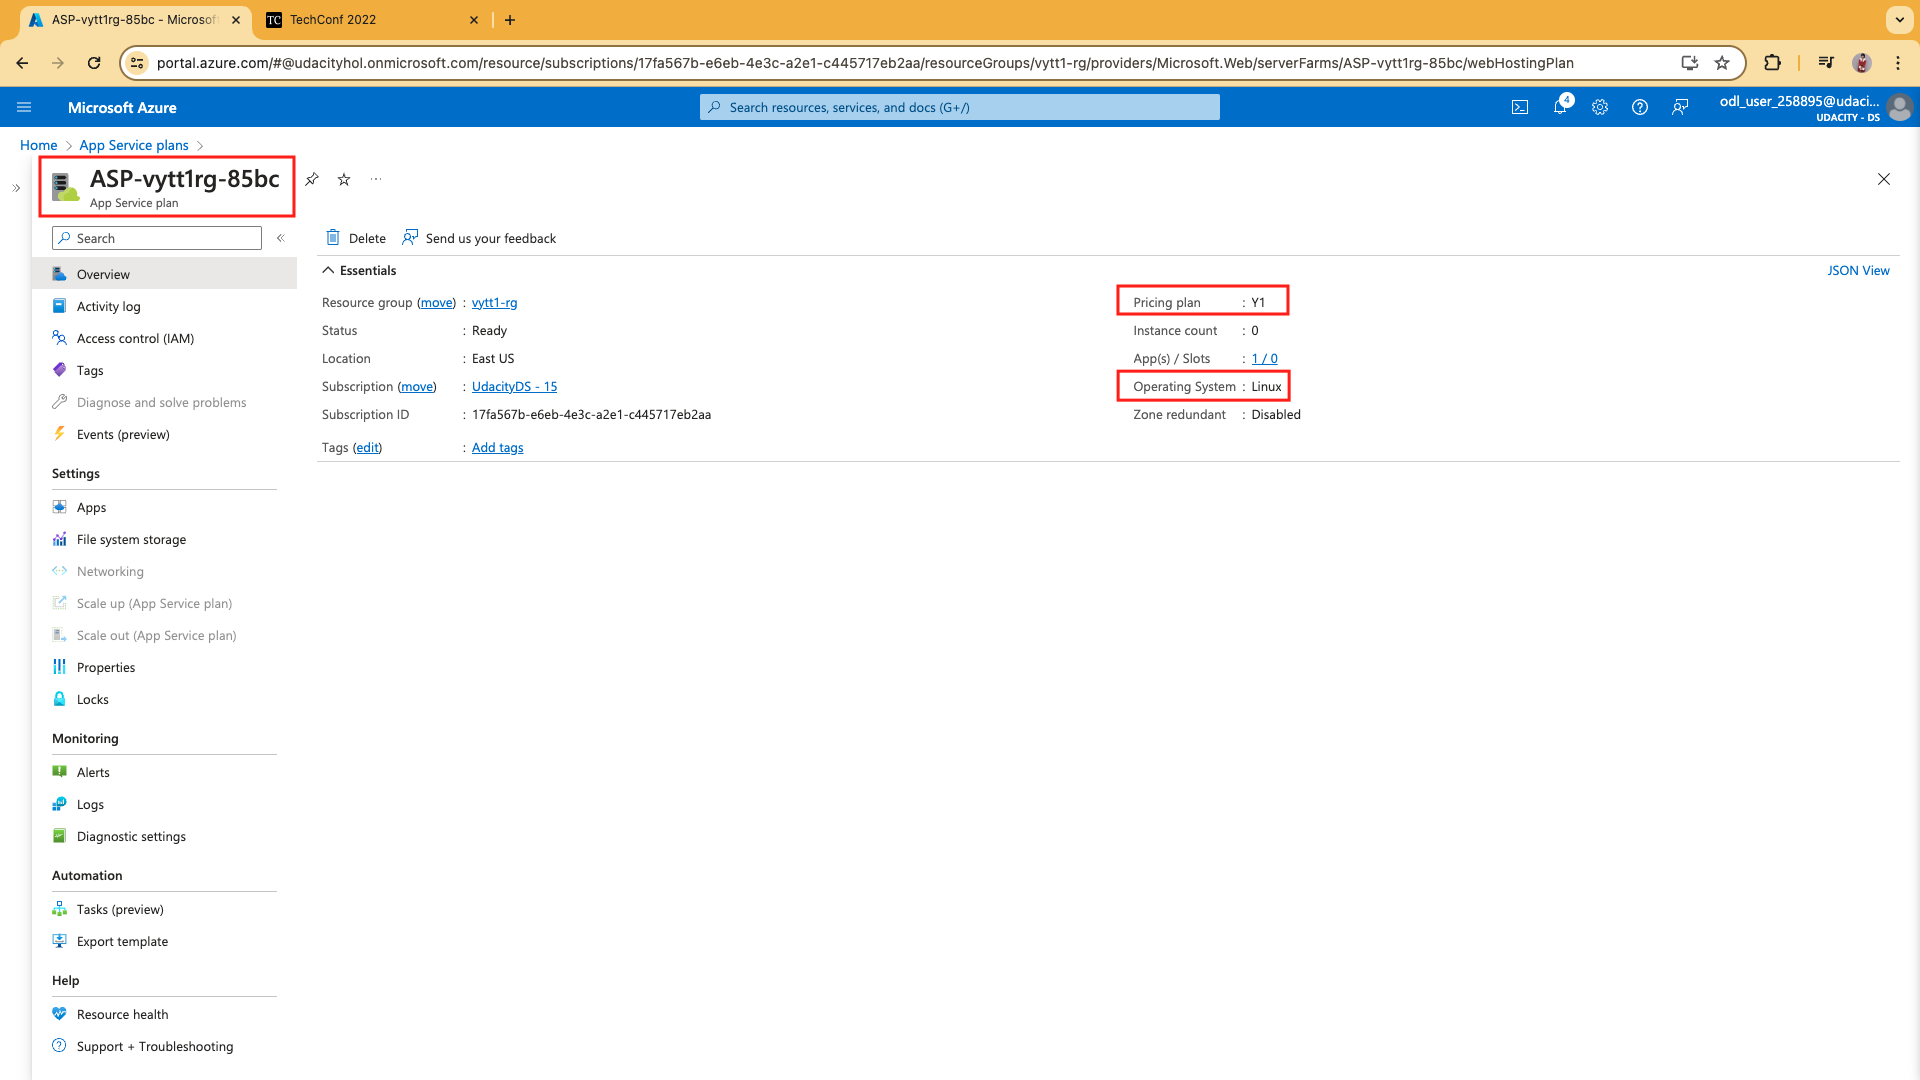 ASP-vytt1rg-85bc - Microsoft
TC TechConf 2022
portal.azure.com/#@udacityhol.onmicrosoft.com/resource/subscriptions/17fa567b-e6eb-4e3c-a2e1-c445717eb2aa/resourceGroups/vytt1-rg/providers/Microsoft.Web/serverFarms/ASP-vytt1rg-85bc/webHostingPlan
Microsoft Azure
Search resources, services, and docs (G+/)
4
odl_user_258895@udaci...
UDACITY - DS
Home > App Service plans >
ASP-vytt1rg-85bc
App Service plan
Search
Delete
Send us your feedback
Essentials
JSON View
Resource group (move) : vytt1-rg
Status : Ready
Location : East US
Subscription (move) : UdacityDS - 15
Subscription ID : 17fa567b-e6eb-4e3c-a2e1-c445717eb2aa
Tags (edit) : Add tags
Pricing plan : Y1
Instance count : 0
App(s) / Slots : 1 / 0
Operating System : Linux
Zone redundant : Disabled
Overview
Activity log
Access control (IAM)
Tags
Diagnose and solve problems
Events (preview)
Settings
Apps
File system storage
Networking
Scale up (App Service plan)
Scale out (App Service plan)
Properties
Locks
Monitoring
Alerts
Logs
Diagnostic settings
Automation
Tasks (preview)
Export template
Help
Resource health
Support + Troubleshooting